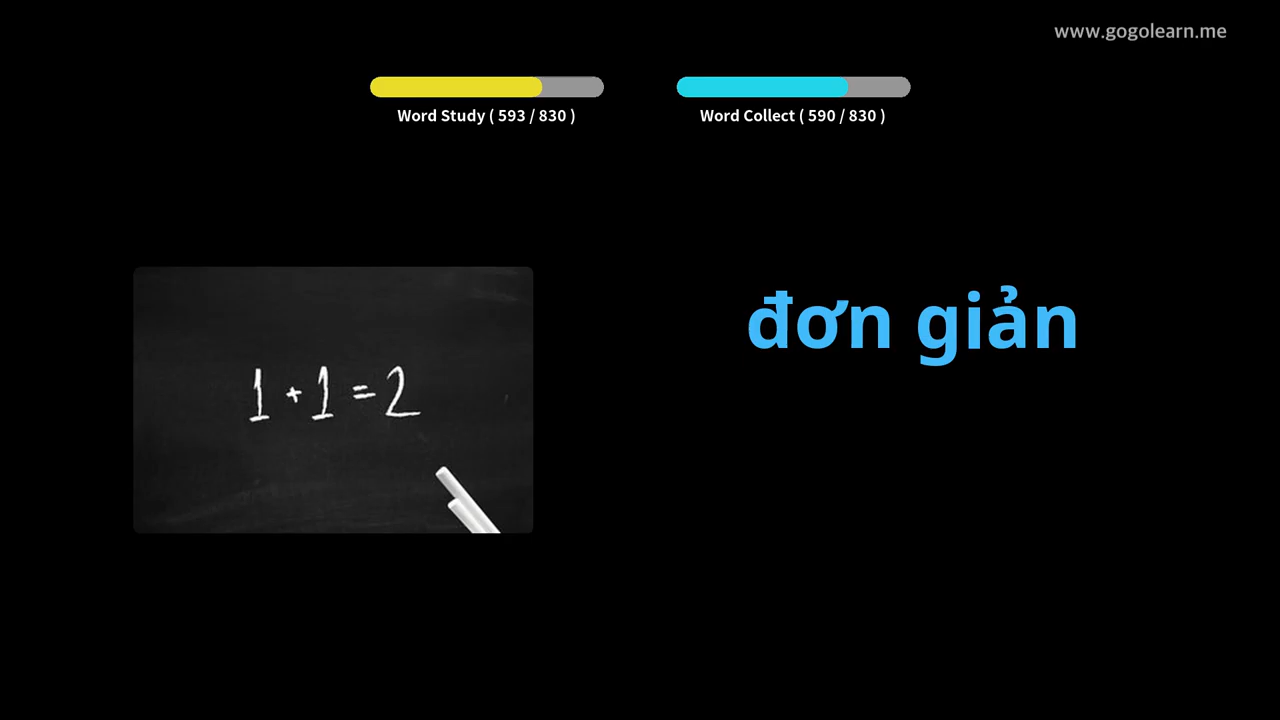 www.gogolearn.me
Word Study ( 593 / 830 )
Word Collect ( 590 / 830 )
đơn giản
1 + 1 = 2